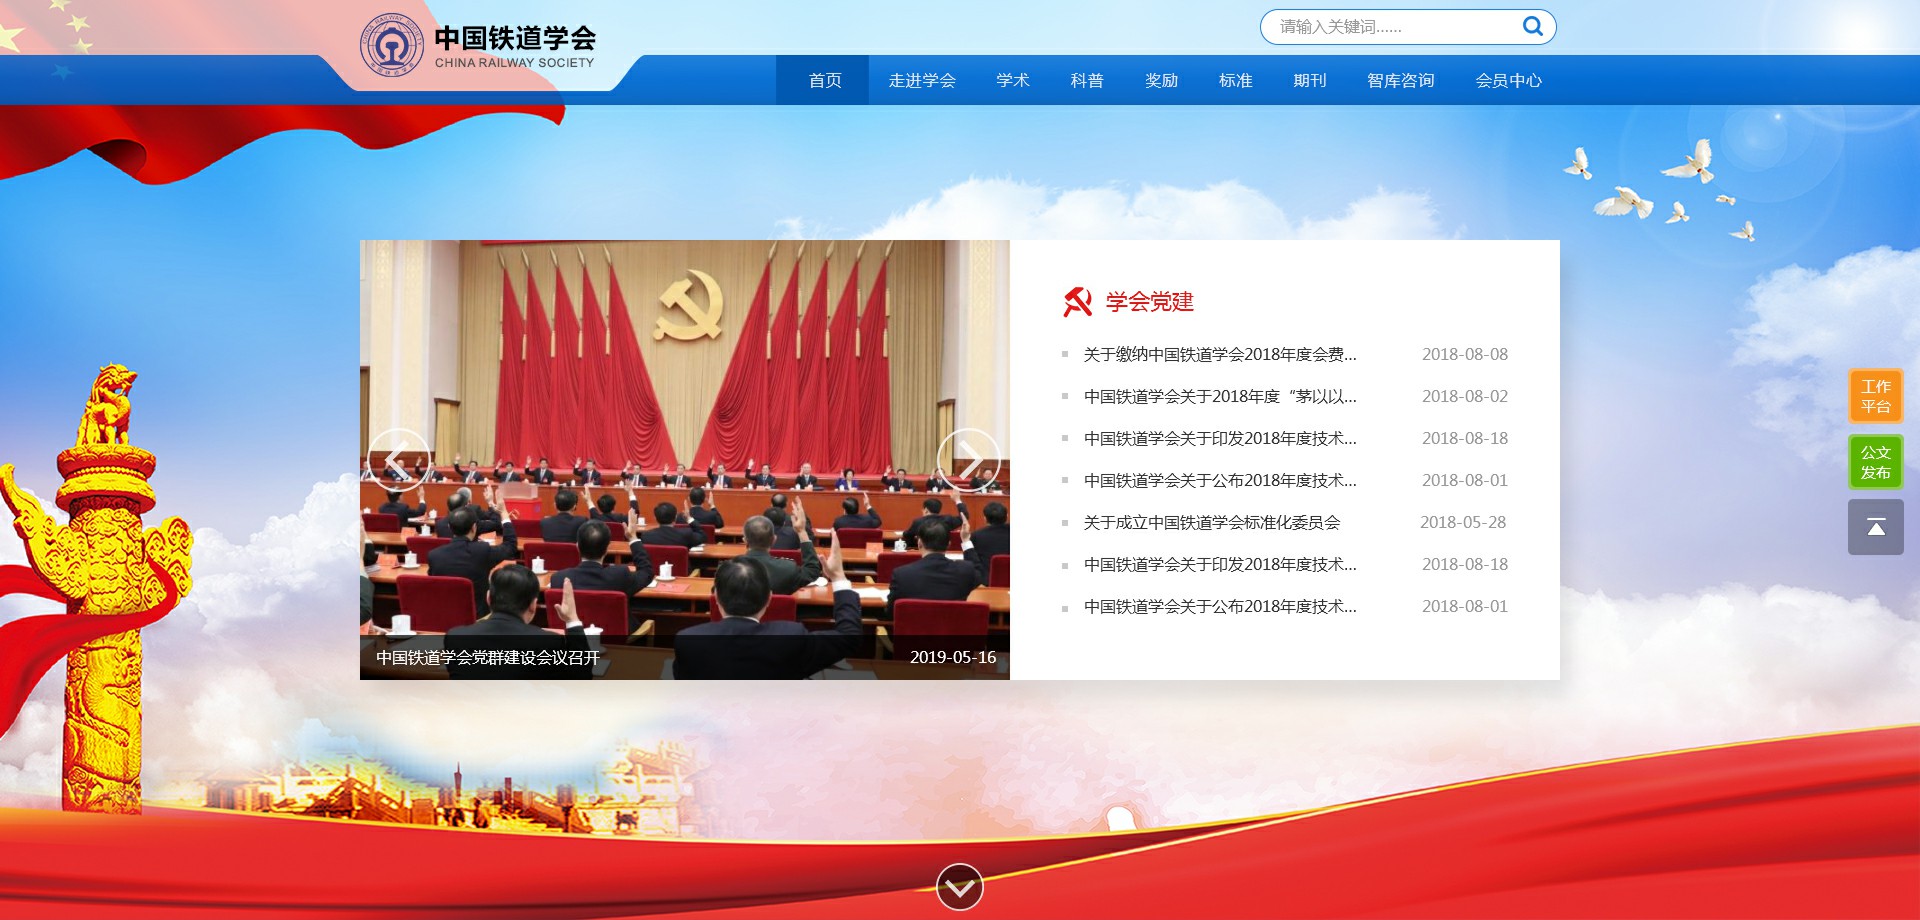 中国铁道学会
CHINA RAILWAY SOCIETY
请输入关键词......
首页 走进学会 学术 科普 奖励 标准 期刊 智库咨询 会员中心
学会党建
关于缴纳中国铁道学会2018年度会费... 2018-08-08
中国铁道学会关于2018年度“茅以以... 2018-08-02
中国铁道学会关于印发2018年度技术... 2018-08-18
中国铁道学会关于公布2018年度技术... 2018-08-01
关于成立中国铁道学会标准化委员会 2018-05-28
中国铁道学会关于印发2018年度技术... 2018-08-18
中国铁道学会关于公布2018年度技术... 2018-08-01
中国铁道学会党群建设会议召开 2019-05-16
工作
平台
公文
发布